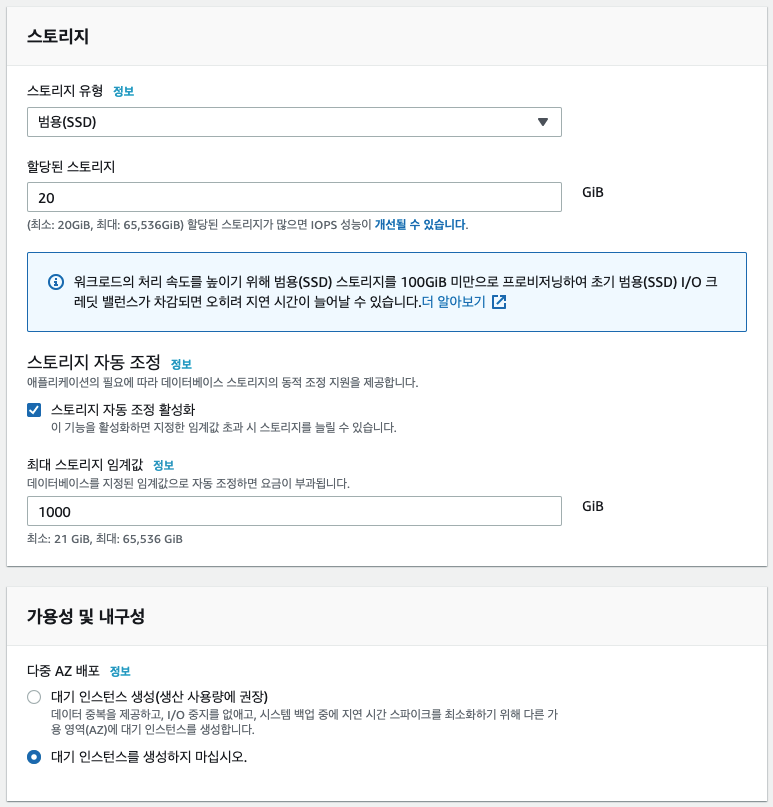 스토리지
스토리지 유형 정보
범용(SSD)
할당된 스토리지
20 GiB
(최소: 20GiB, 최대: 65,536GiB) 할당된 스토리지가 많으면 IOPS 성능이 개선될 수 있습니다.
워크로드의 처리 속도를 높이기 위해 범용(SSD) 스토리지를 100GiB 미만으로 프로비저닝하여 초기 범용(SSD) I/O 크
레딧 밸런스가 차감되면 오히려 지연 시간이 늘어날 수 있습니다.더 알아보기
스토리지 자동 조정 정보
애플리케이션의 필요에 따라 데이터베이스 스토리지의 동적 조정 지원을 제공합니다.
스토리지 자동 조정 활성화
이 기능을 활성화하면 지정한 임계값 초과 시 스토리지를 늘릴 수 있습니다.
최대 스토리지 임계값 정보
데이터베이스를 지정된 임계값으로 자동 조정하면 요금이 부과됩니다.
1000 GiB
최소: 21 GiB, 최대: 65,536 GiB
가용성 및 내구성
다중 AZ 배포 정보
대기 인스턴스 생성(생산 사용량에 권장)
데이터 중복을 제공하고, I/O 중지를 없애고, 시스템 백업 중에 지연 시간 스파이크를 최소화하기 위해 다른 가
용 영역(AZ)에 대기 인스턴스를 생성합니다.
대기 인스턴스를 생성하지 마십시오.